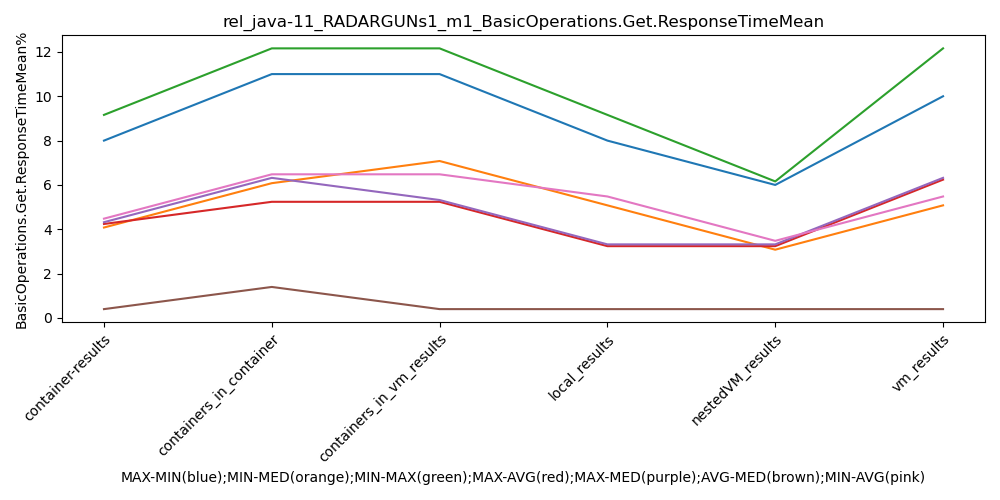 rel_java-11_RADARGUNs1_m1_BasicOperations.Get.ResponseTimeMean
BasicOperations.Get.ResponseTimeMean%
12
10
8
6
4
2
0
container-results
containers_in_container
containers_in_vm_results
local_results
nestedVM_results
vm_results
MAX-MIN(blue);MIN-MED(orange);MIN-MAX(green);MAX-AVG(red);MAX-MED(purple);AVG-MED(brown);MIN-AVG(pink)